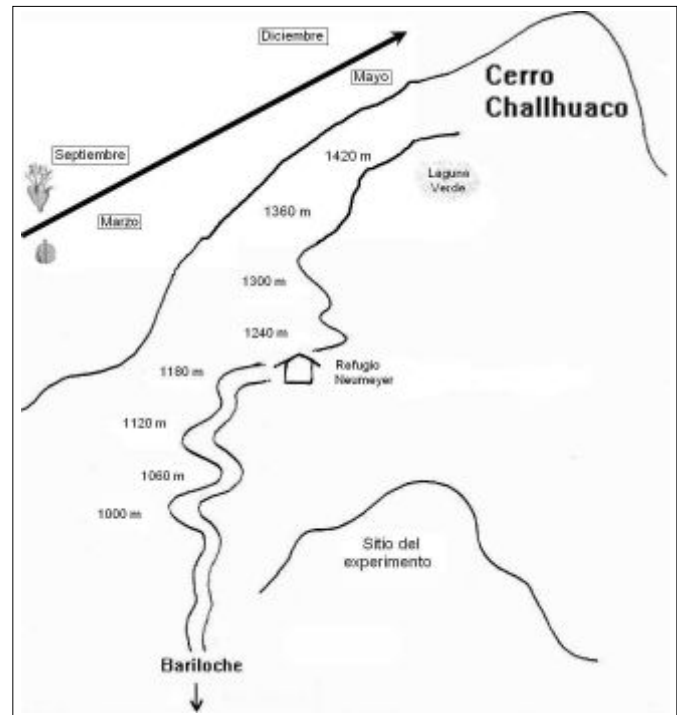 Diciembre
Mayo
Cerro
Challhuaco
Septiembre
1420 m
Laguna
Verde
1360 m
Marzo
1300 m
1240 m
1180 m
Refugio
Neumeyer
1120 m
1060 m
1000 m
Sitio del
experimento
Bariloche